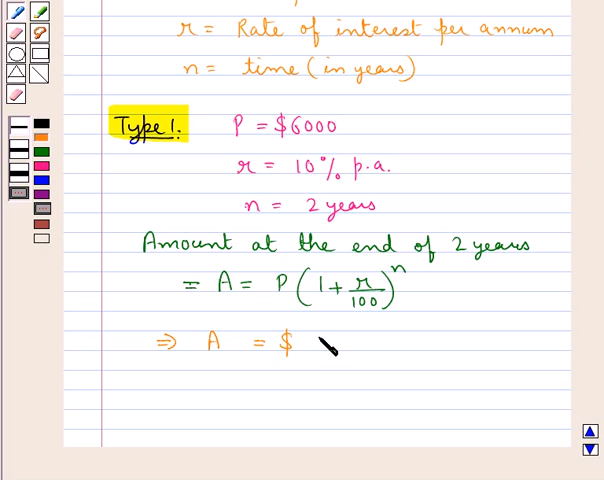 r = Rate of interest per annum
n = time (in years)
Type 1. P = $6000
r = 10% p.a.
n = 2 years
Amount at the end of 2 years
= A = P(1 + r/100)^n
⇒ A = $